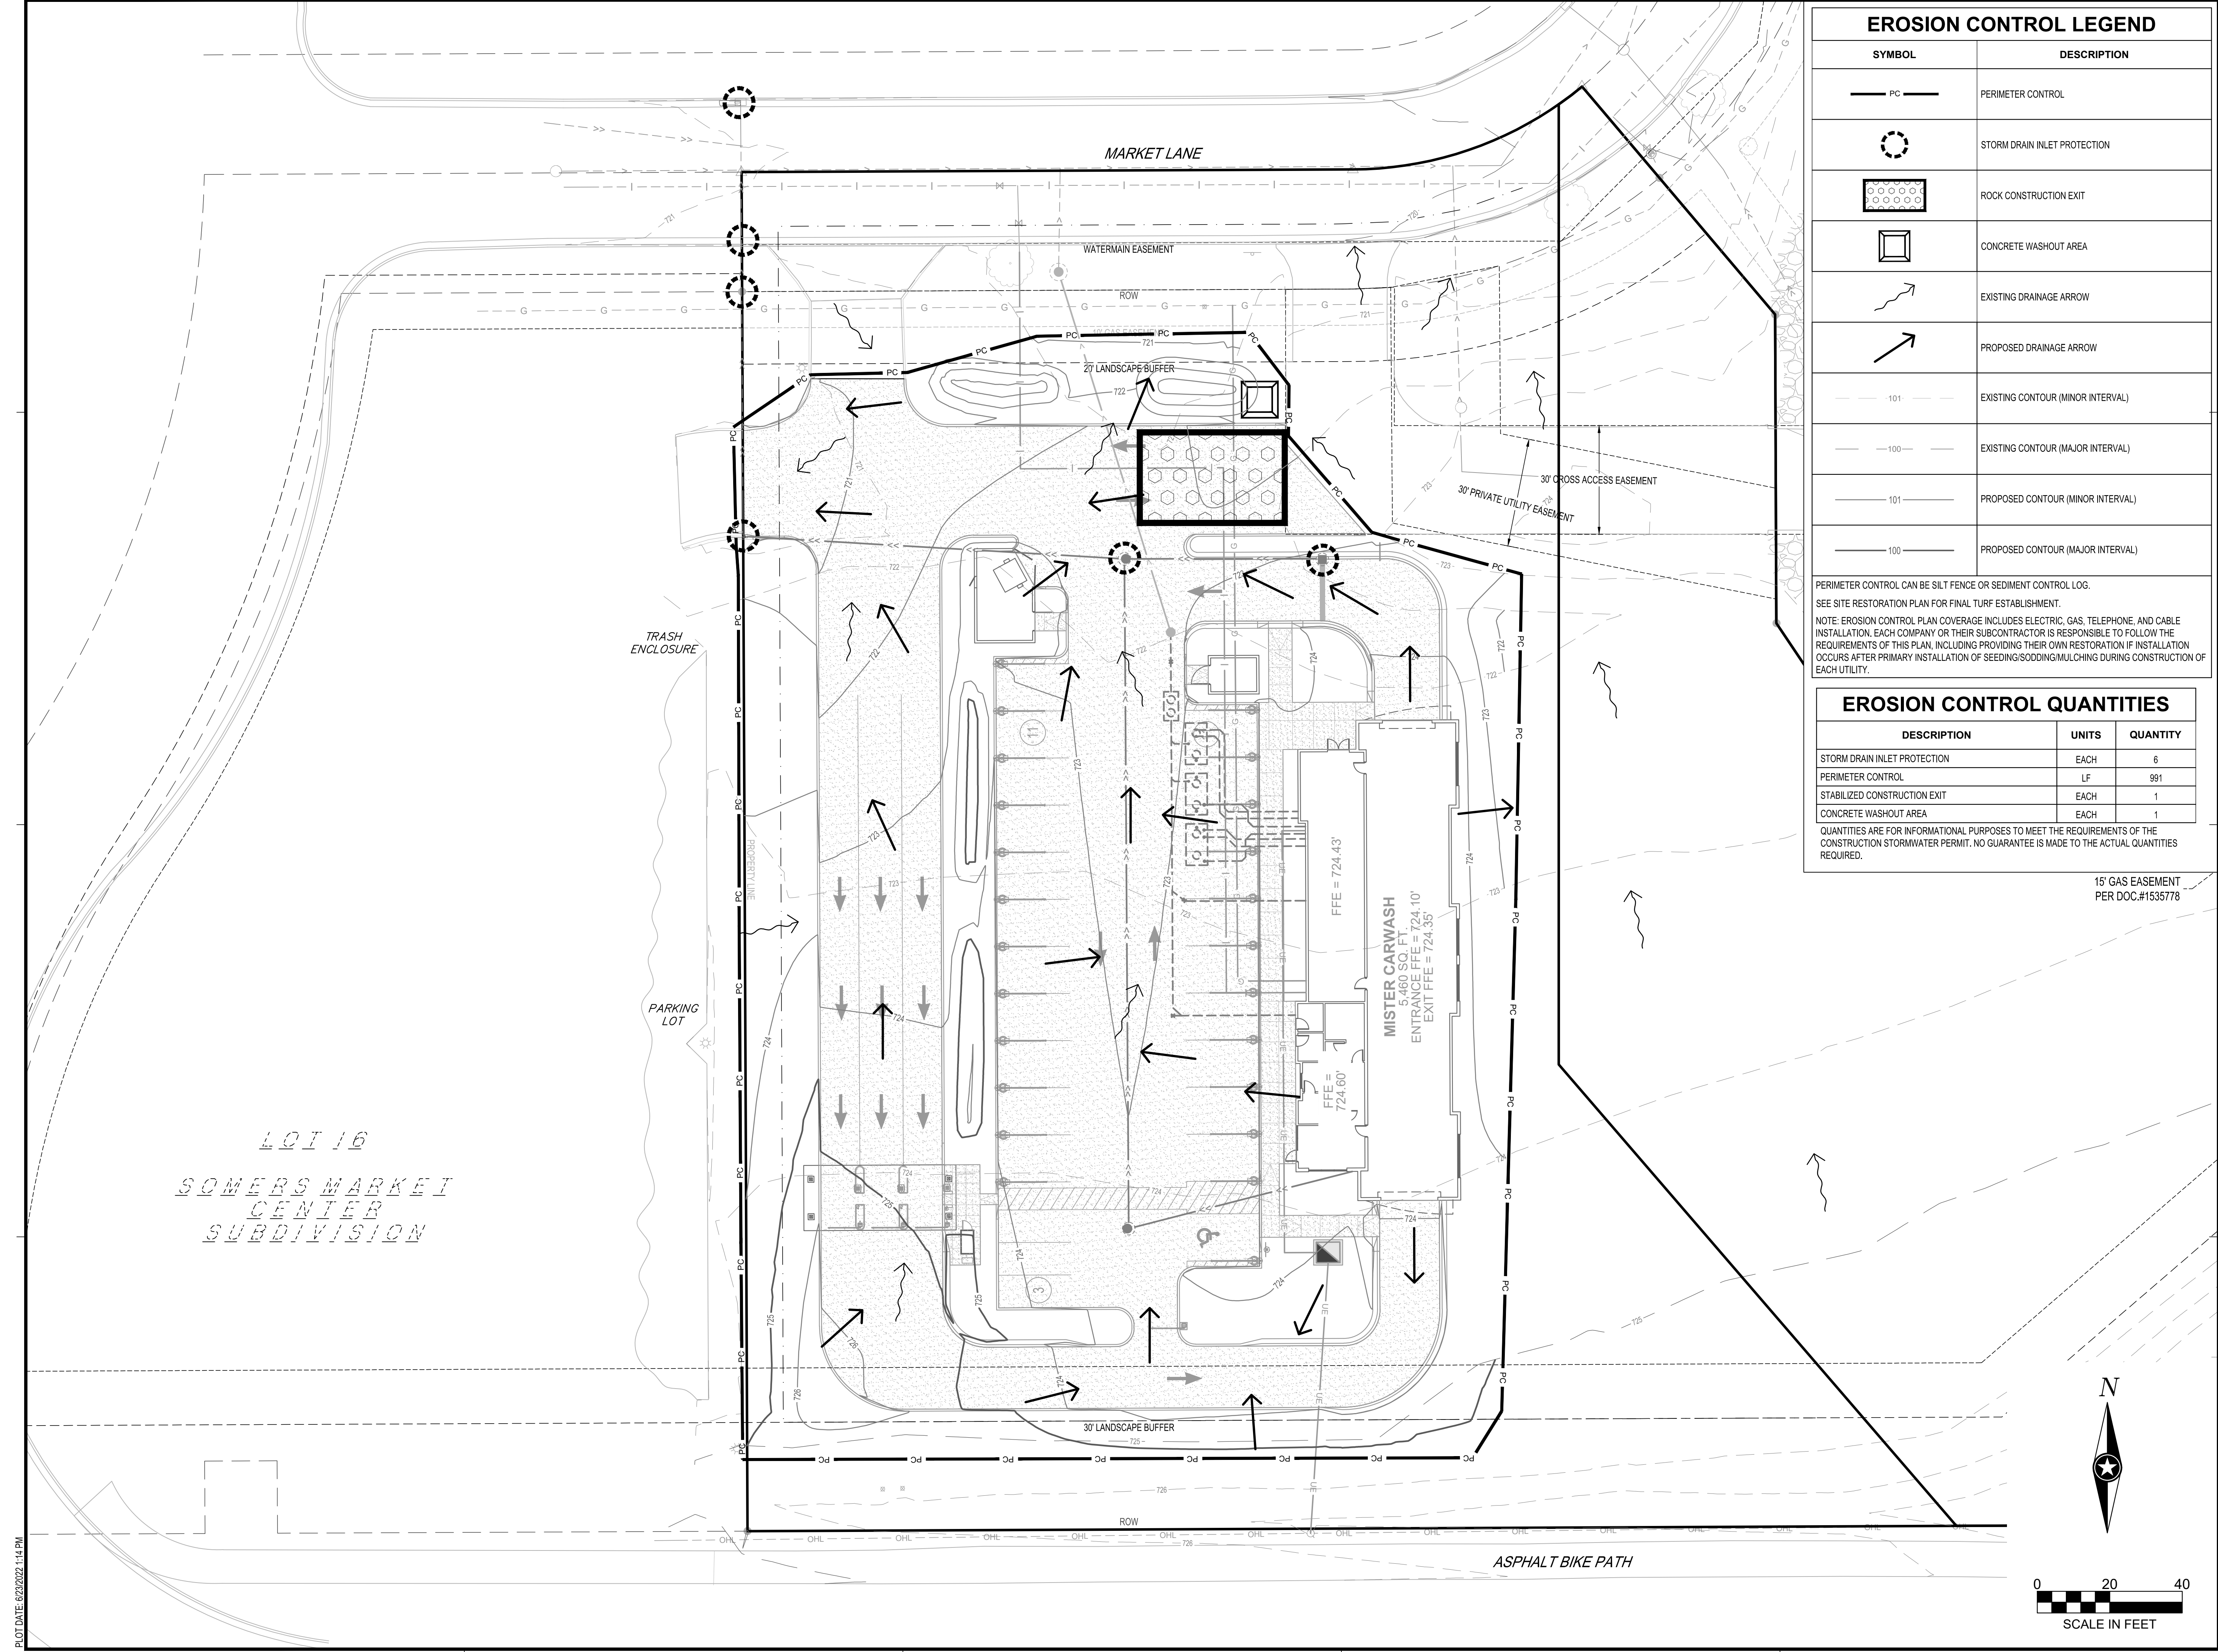 EROSION CONTROL LEGEND
SYMBOL DESCRIPTION
PC PERIMETER CONTROL
STORM DRAIN INLET PROTECTION
ROCK CONSTRUCTION EXIT
CONCRETE WASHOUT AREA
EXISTING DRAINAGE ARROW
PROPOSED DRAINAGE ARROW
101 EXISTING CONTOUR (MINOR INTERVAL)
100 EXISTING CONTOUR (MAJOR INTERVAL)
101 PROPOSED CONTOUR (MINOR INTERVAL)
100 PROPOSED CONTOUR (MAJOR INTERVAL)
PERIMETER CONTROL CAN BE SILT FENCE OR SEDIMENT CONTROL LOG.
SEE SITE RESTORATION PLAN FOR FINAL TURF ESTABLISHMENT.
NOTE: EROSION CONTROL PLAN COVERAGE INCLUDES ELECTRIC, GAS, TELEPHONE, AND CABLE
INSTALLATION. EACH COMPANY OR THEIR SUBCONTRACTOR IS RESPONSIBLE TO FOLLOW THE
REQUIREMENTS OF THIS PLAN, INCLUDING PROVIDING THEIR OWN RESTORATION IF INSTALLATION
OCCURS AFTER PRIMARY INSTALLATION OF SEEDING/SODDING/MULCHING DURING CONSTRUCTION OF
EACH UTILITY.
EROSION CONTROL QUANTITIES
DESCRIPTION UNITS QUANTITY
STORM DRAIN INLET PROTECTION EACH 6
PERIMETER CONTROL LF 991
STABILIZED CONSTRUCTION EXIT EACH 1
CONCRETE WASHOUT AREA EACH 1
QUANTITIES ARE FOR INFORMATIONAL PURPOSES TO MEET THE REQUIREMENTS OF THE
CONSTRUCTION STORMWATER PERMIT. NO GUARANTEE IS MADE TO THE ACTUAL QUANTITIES
REQUIRED.
15' GAS EASEMENT
PER DOC.#1535778
MARKET LANE
WATERMAIN EASEMENT
ROW
20' LANDSCAPE BUFFER
30' CROSS ACCESS EASEMENT
30' PRIVATE UTILITY EASEMENT
TRASH
ENCLOSURE
PROPERTY LINE
PARKING
LOT
11
3
FFE = 724.43'
MISTER CARWASH
5,460 SQ. FT.
ENTRANCE FFE = 724.10'
EXIT FFE = 724.35'
FFE =
724.60'
LOT 16
SOMERS MARKET
CENTER
SUBDIVISION
30' LANDSCAPE BUFFER
ROW
ASPHALT BIKE PATH
N
0 20 40
SCALE IN FEET
PLOT DATE: 6/23/2022 1:14 PM